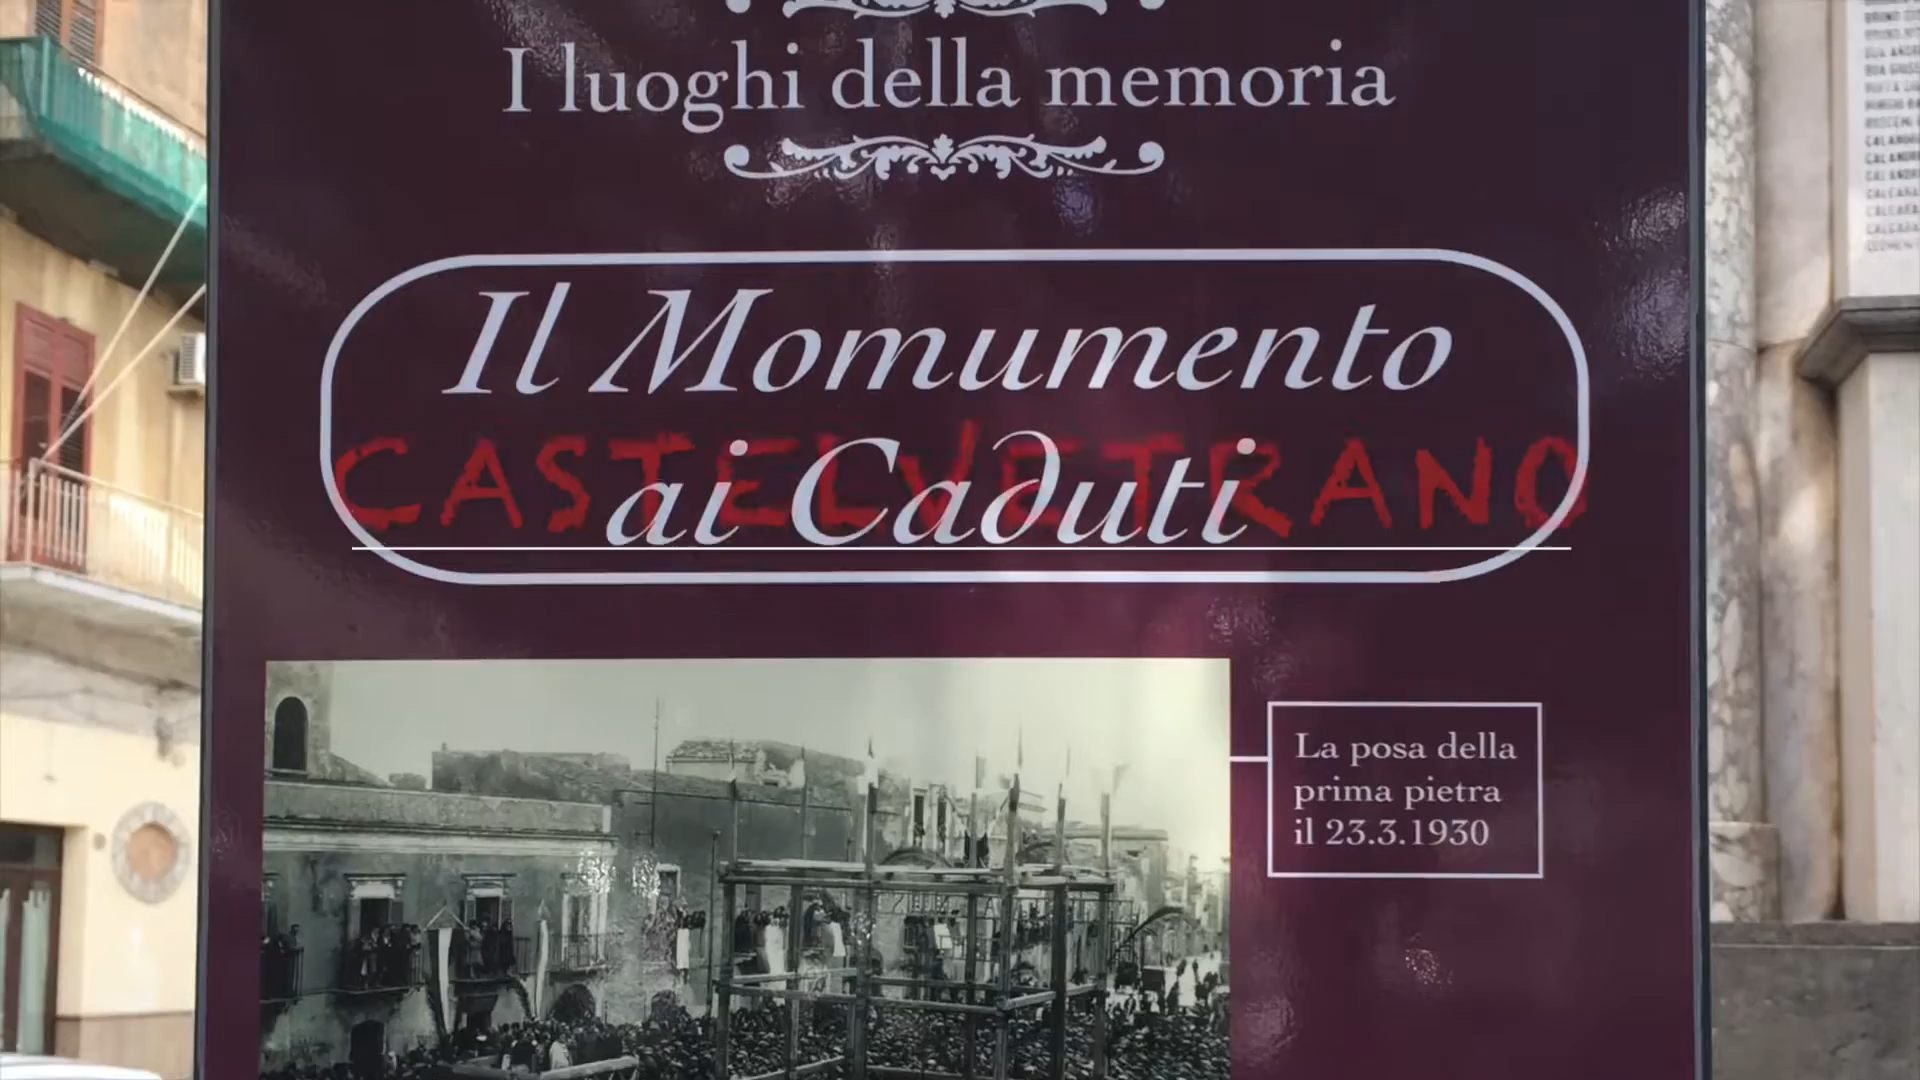 I luoghi della memoria
Il Momumento
ai Caduti
CASTELVETRANO
La posa della
prima pietra
il 23.3.1930